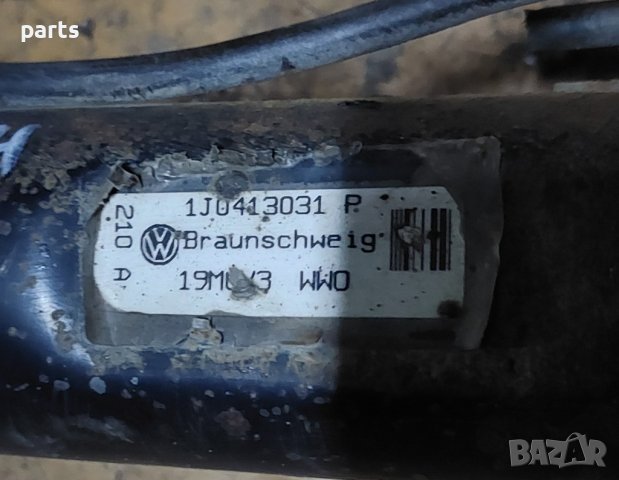 parts
1J0413031 P
Braunschweig
WWO
210 A
BAZAR